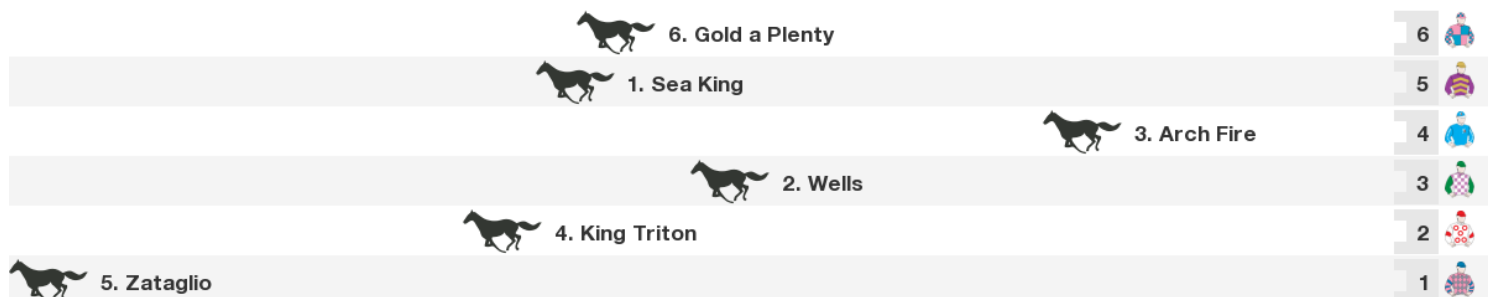 6. Gold a Plenty 6
1. Sea King 5
3. Arch Fire 4
2. Wells 3
4. King Triton 2
5. Zataglio 1